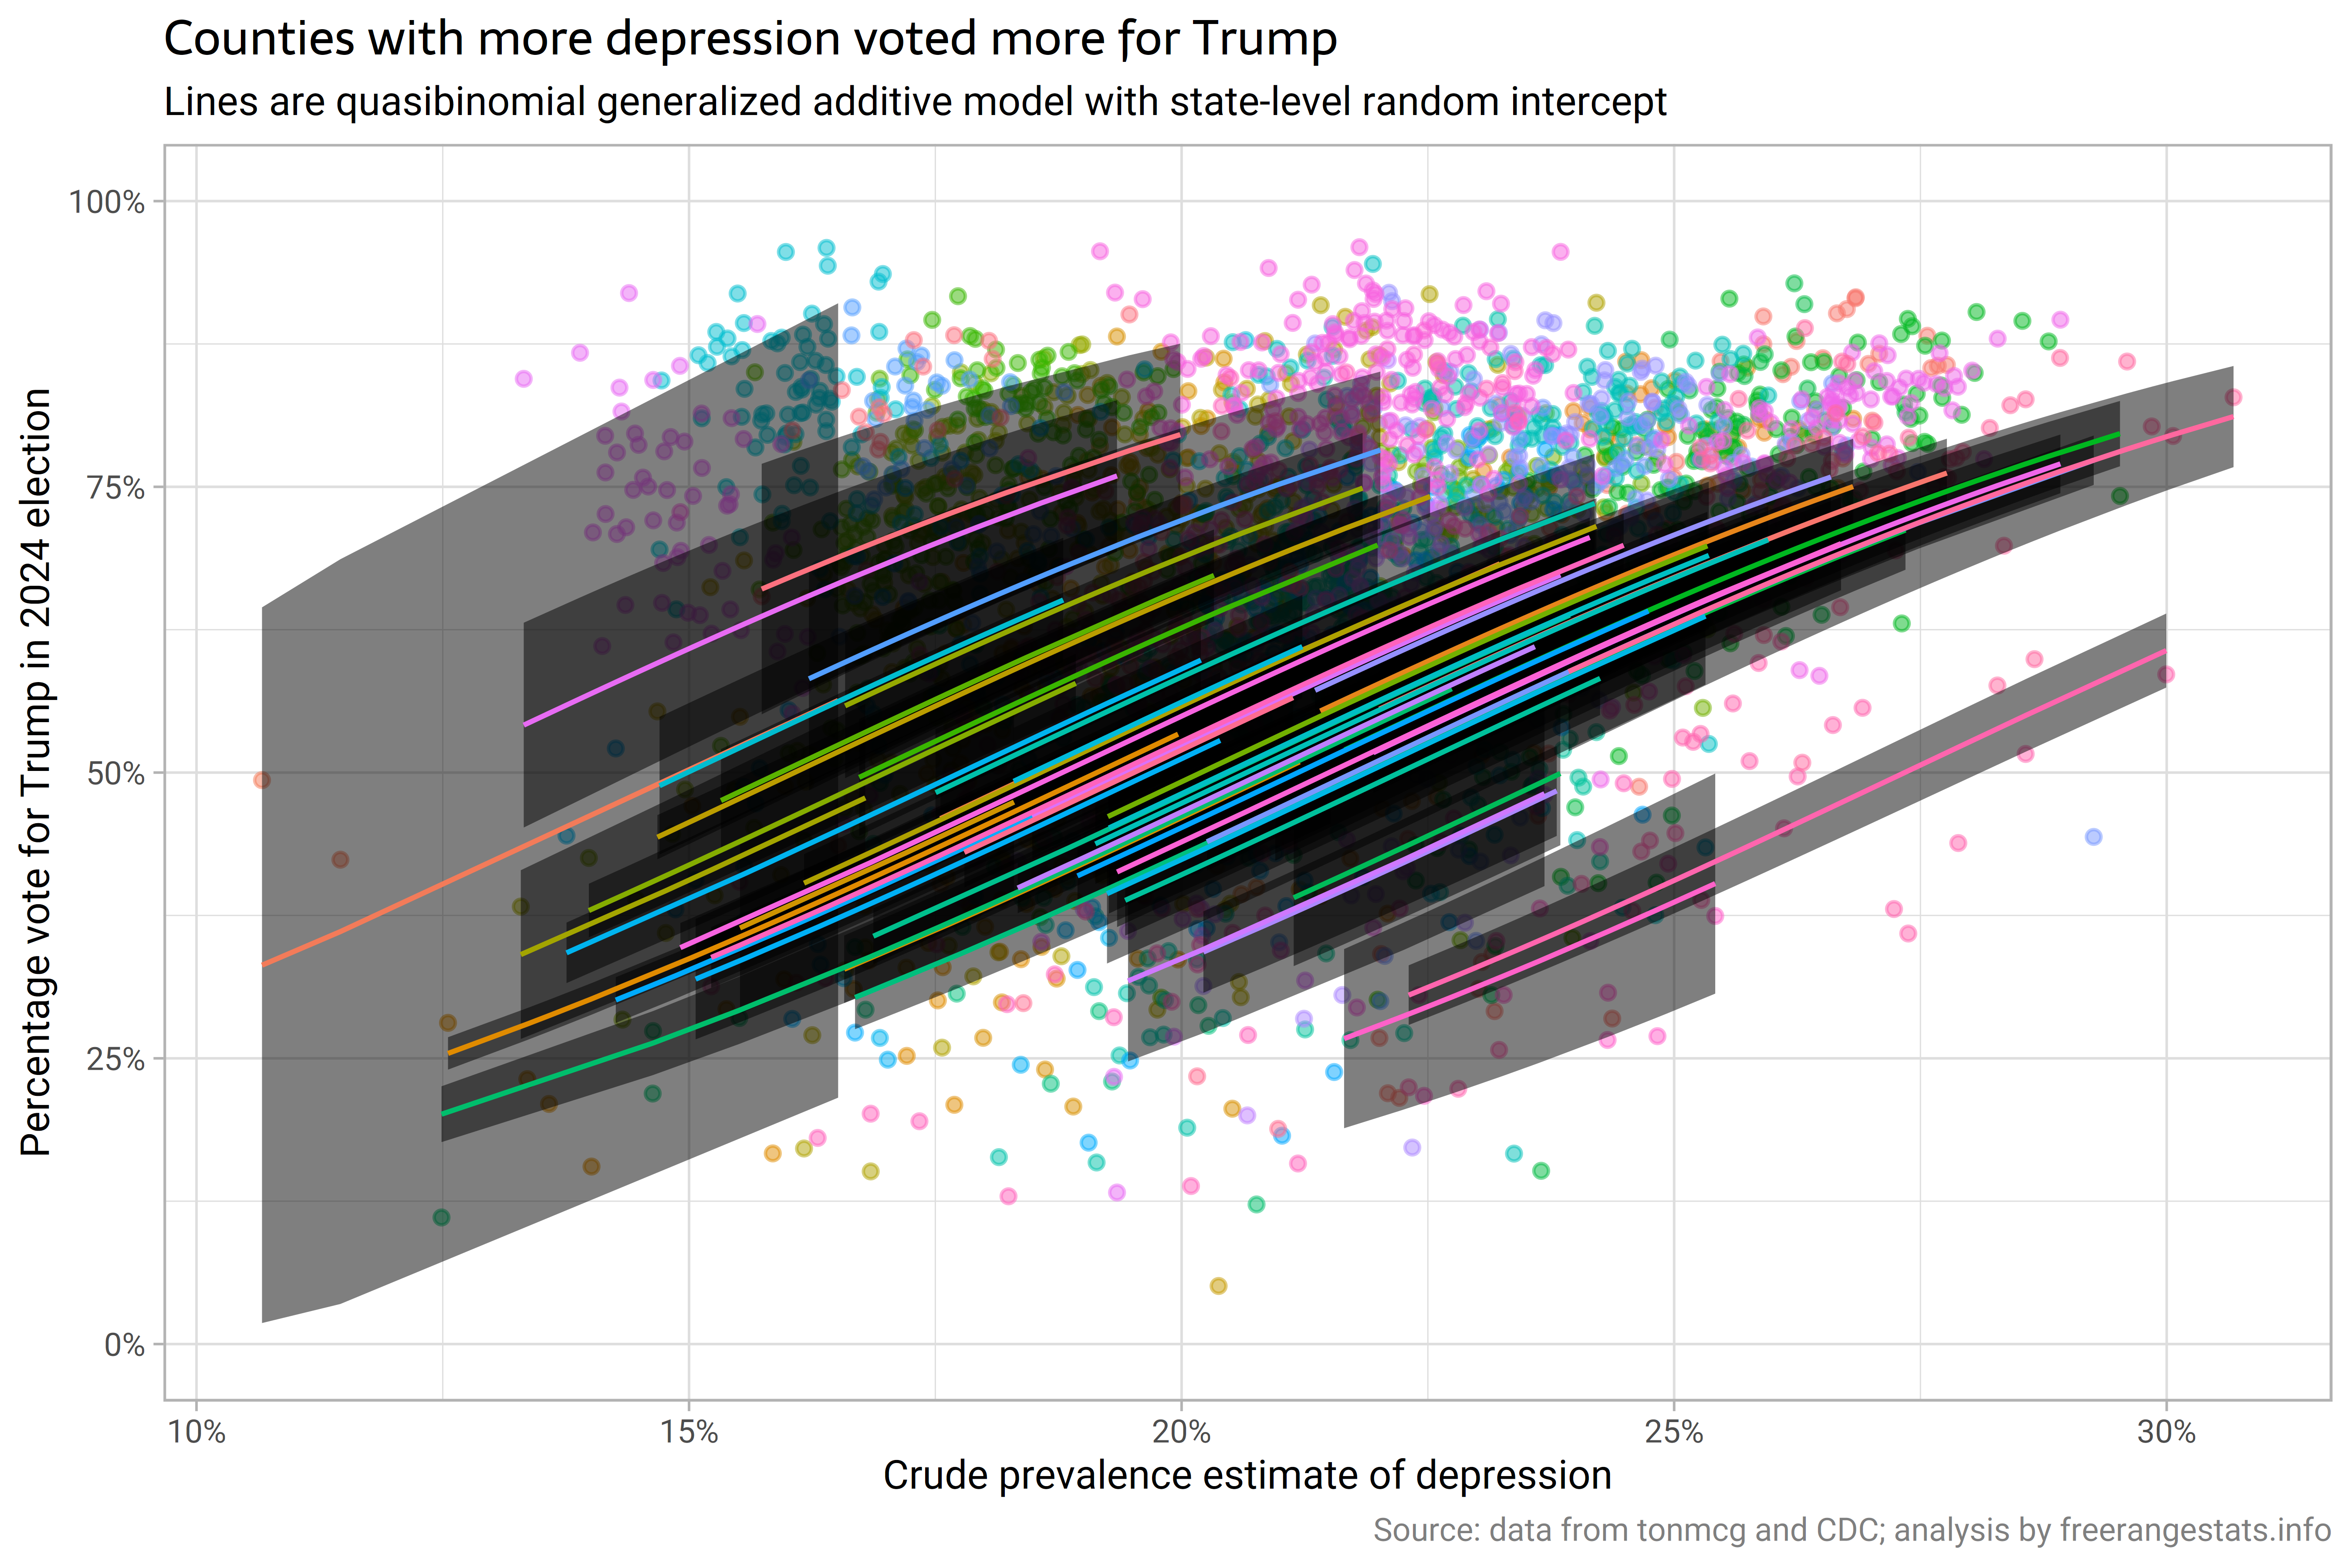 Counties with more depression voted more for Trump
Lines are quasibinomial generalized additive model with state-level random intercept
Percentage vote for Trump in 2024 election
100%
75%
50%
25%
0%
10%
15%
20%
25%
30%
Crude prevalence estimate of depression
Source: data from tonmcg and CDC; analysis by freerangestats.info